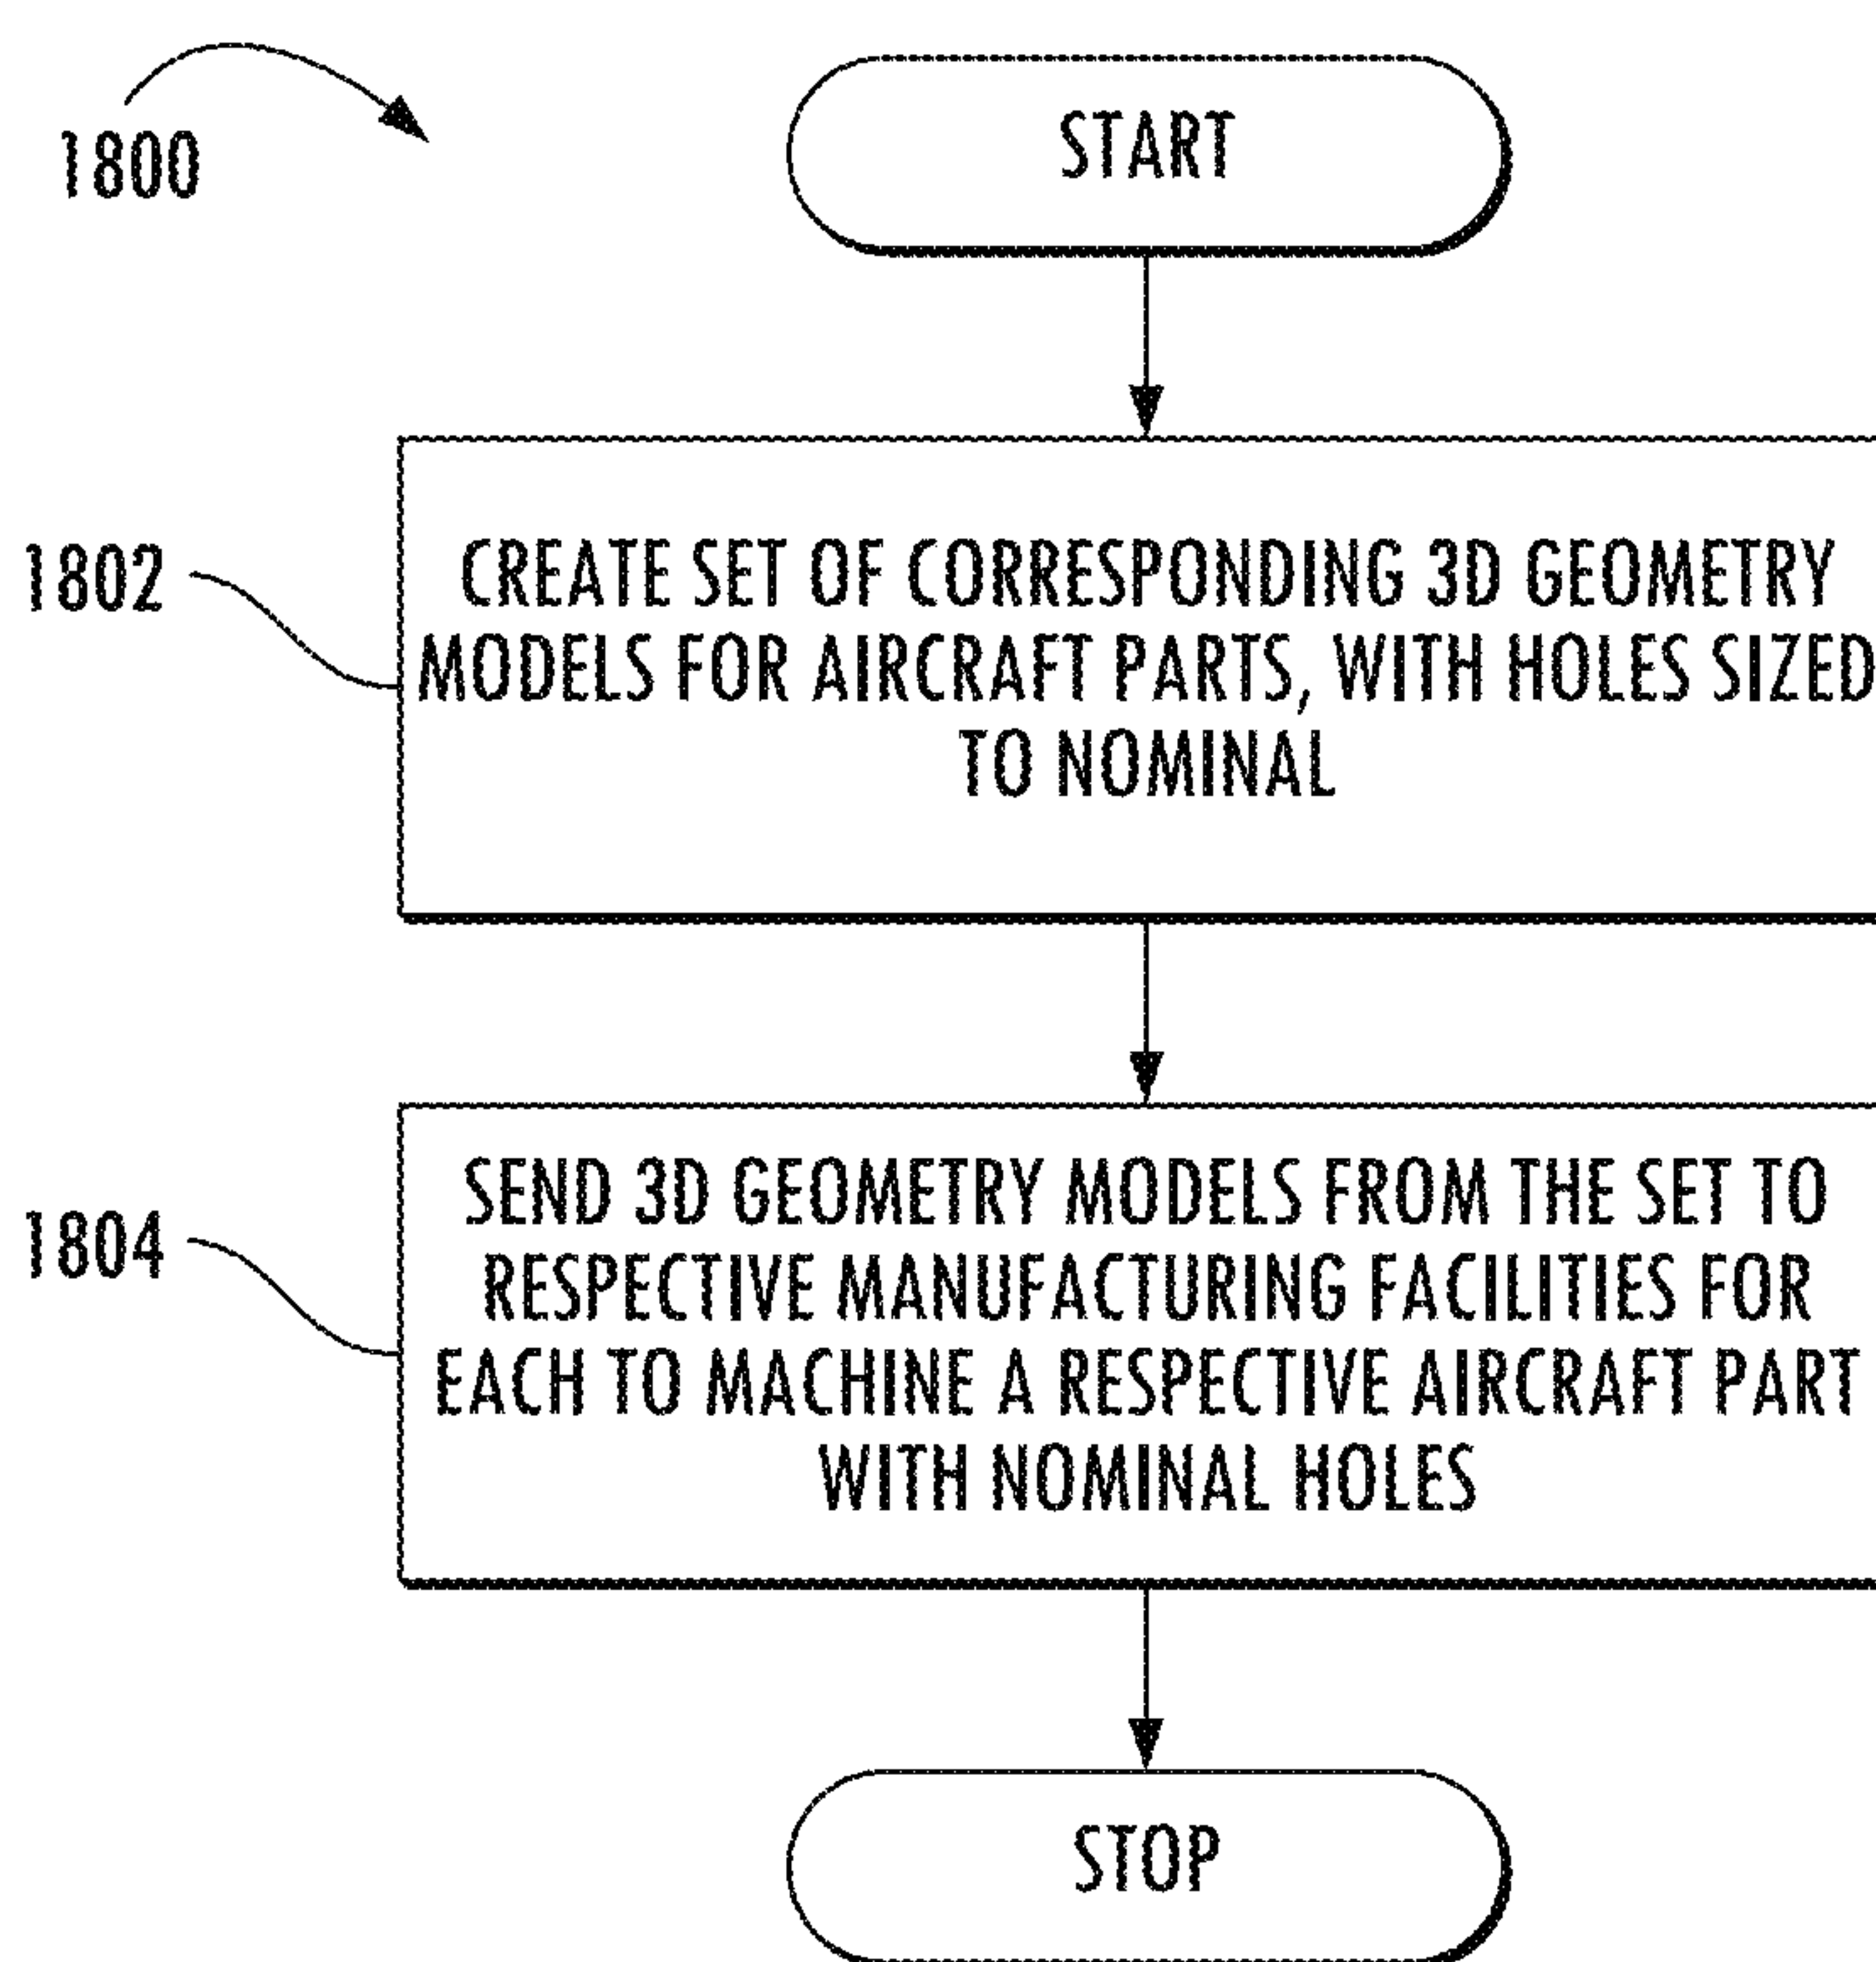 1800
START
1802
CREATE SET OF CORRESPONDING 3D GEOMETRY
MODELS FOR AIRCRAFT PARTS, WITH HOLES SIZED
TO NOMINAL
1804
SEND 3D GEOMETRY MODELS FROM THE SET TO
RESPECTIVE MANUFACTURING FACILITIES FOR
EACH TO MACHINE A RESPECTIVE AIRCRAFT PART
WITH NOMINAL HOLES
STOP